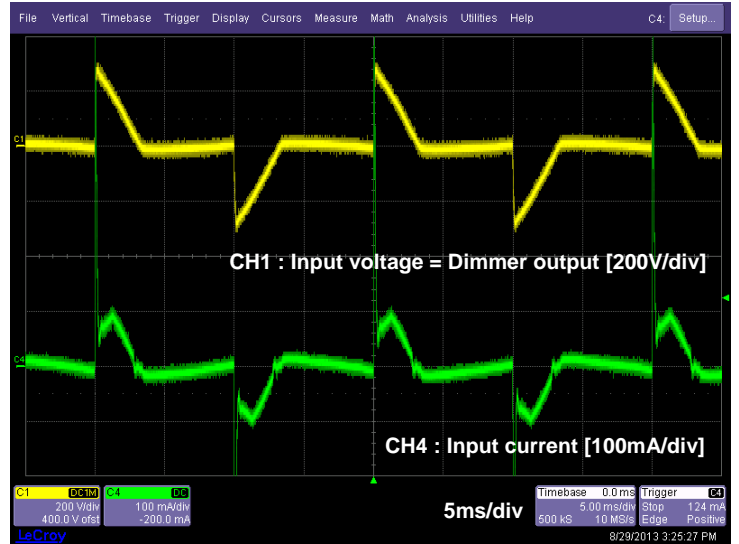 File Vertical Timebase Trigger Display Cursors Measure Math Analysis Utilities Help C4: Setup...
C1
CH1 : Input voltage = Dimmer output [200V/div]
C4
CH4 : Input current [100mA/div]
5ms/div
C1 DC1M C4 DC Timebase 0.0 ms Trigger C4
200 V/div 100 mA/div 5.00 ms/div Stop 124 mA
400.0 V ofst -200.0 mA 500 kS 10 MS/s Edge Positive
LeCroy 8/29/2013 3:25:27 PM